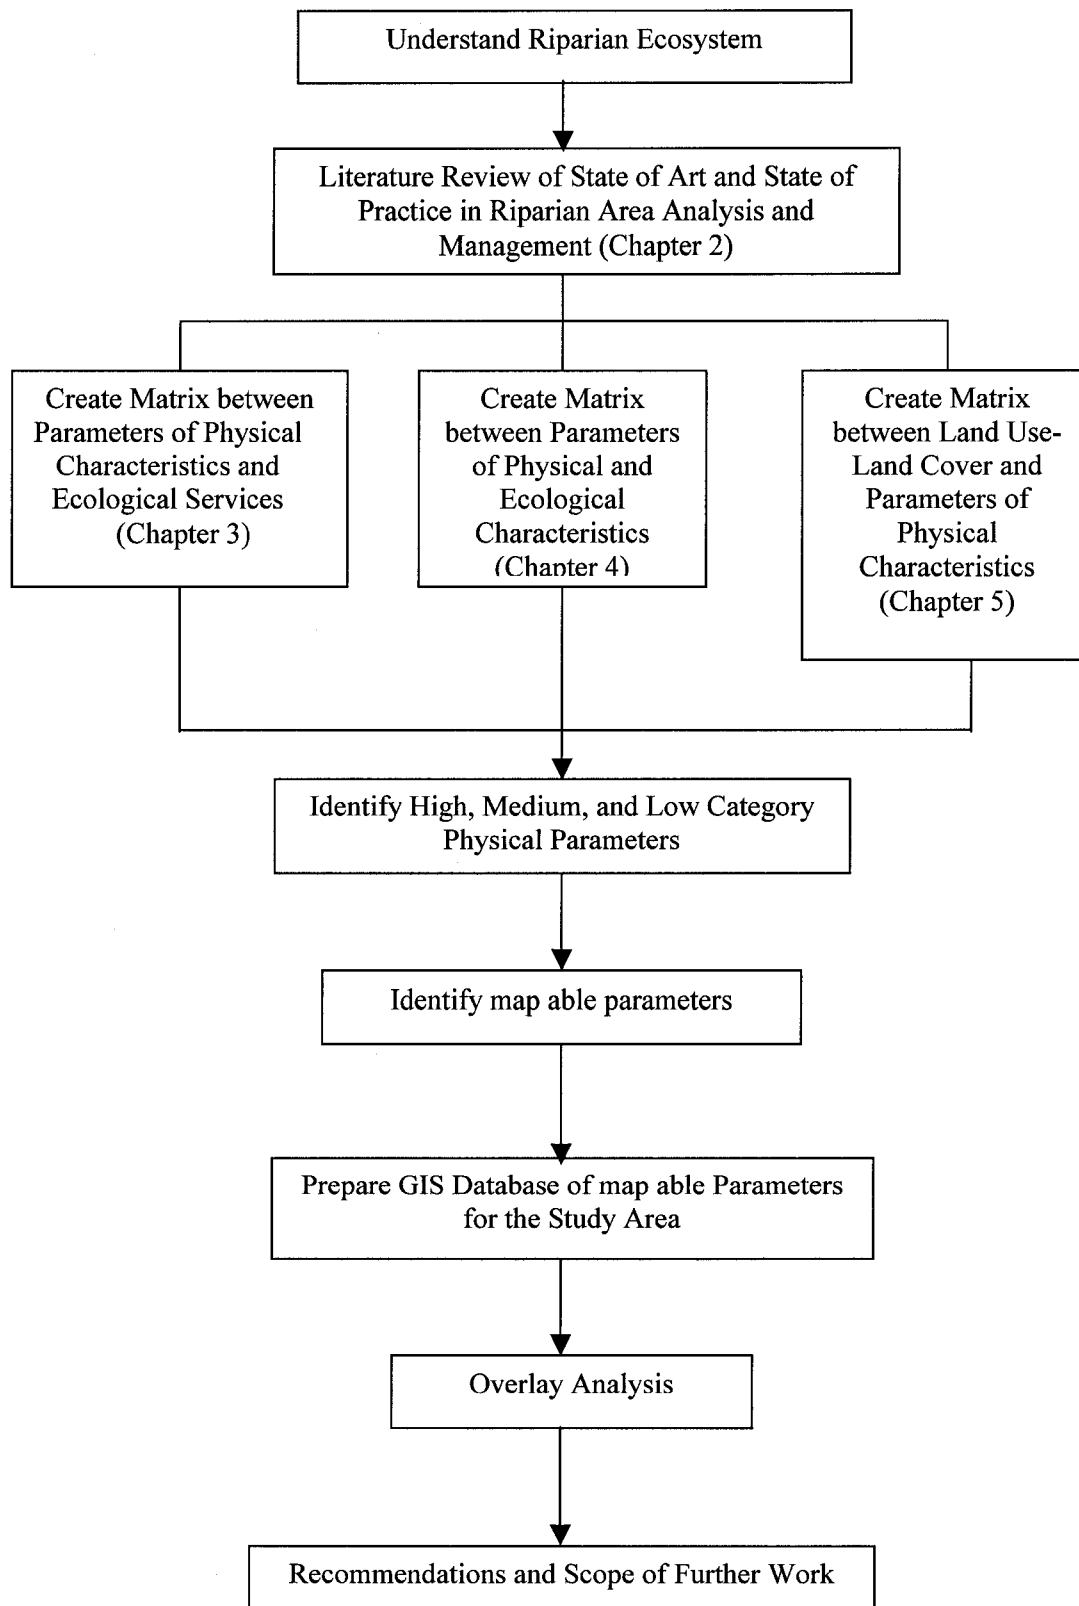 Understand Riparian Ecosystem
Literature Review of State of Art and State of
Practice in Riparian Area Analysis and
Management (Chapter 2)
Create Matrix between
Parameters of Physical
Characteristics and
Ecological Services
(Chapter 3)
Create Matrix
between Parameters
of Physical and
Ecological
Characteristics
(Chapter 4)
Create Matrix
between Land Use-
Land Cover and
Parameters of
Physical
Characteristics
(Chapter 5)
Identify High, Medium, and Low Category
Physical Parameters
Identify map able parameters
Prepare GIS Database of map able Parameters
for the Study Area
Overlay Analysis
Recommendations and Scope of Further Work